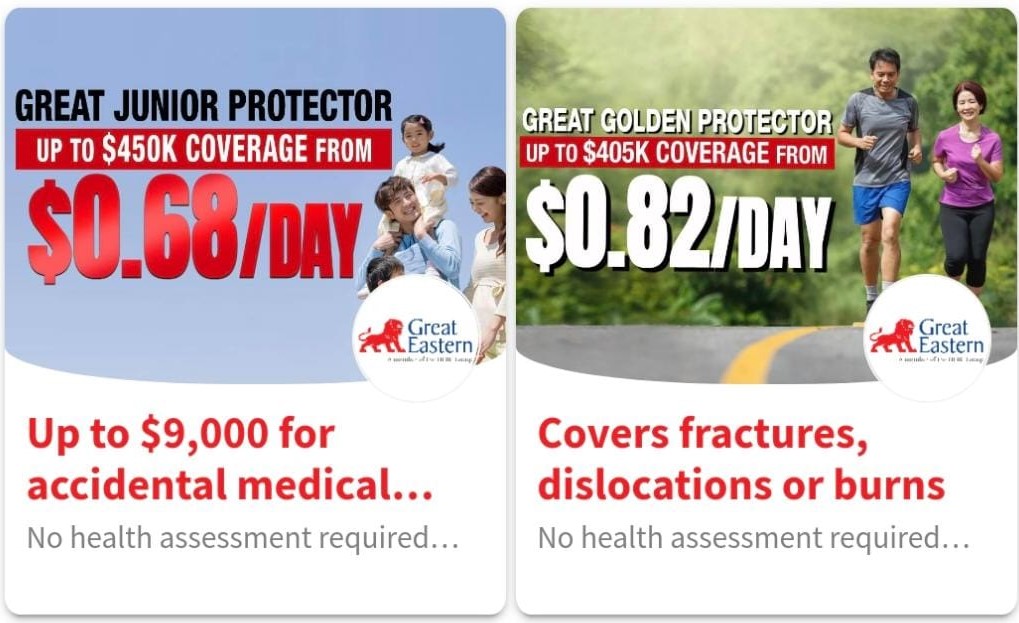 GREAT JUNIOR PROTECTOR
UP TO $450K COVERAGE FROM
$0.68/DAY
Great
Eastern
Up to $9,000 for
accidental medical...
No health assessment required...
GREAT GOLDEN PROTECTOR
UP TO $405K COVERAGE FROM
$0.82/DAY
Great
Eastern
Covers fractures,
dislocations or burns
No health assessment required...